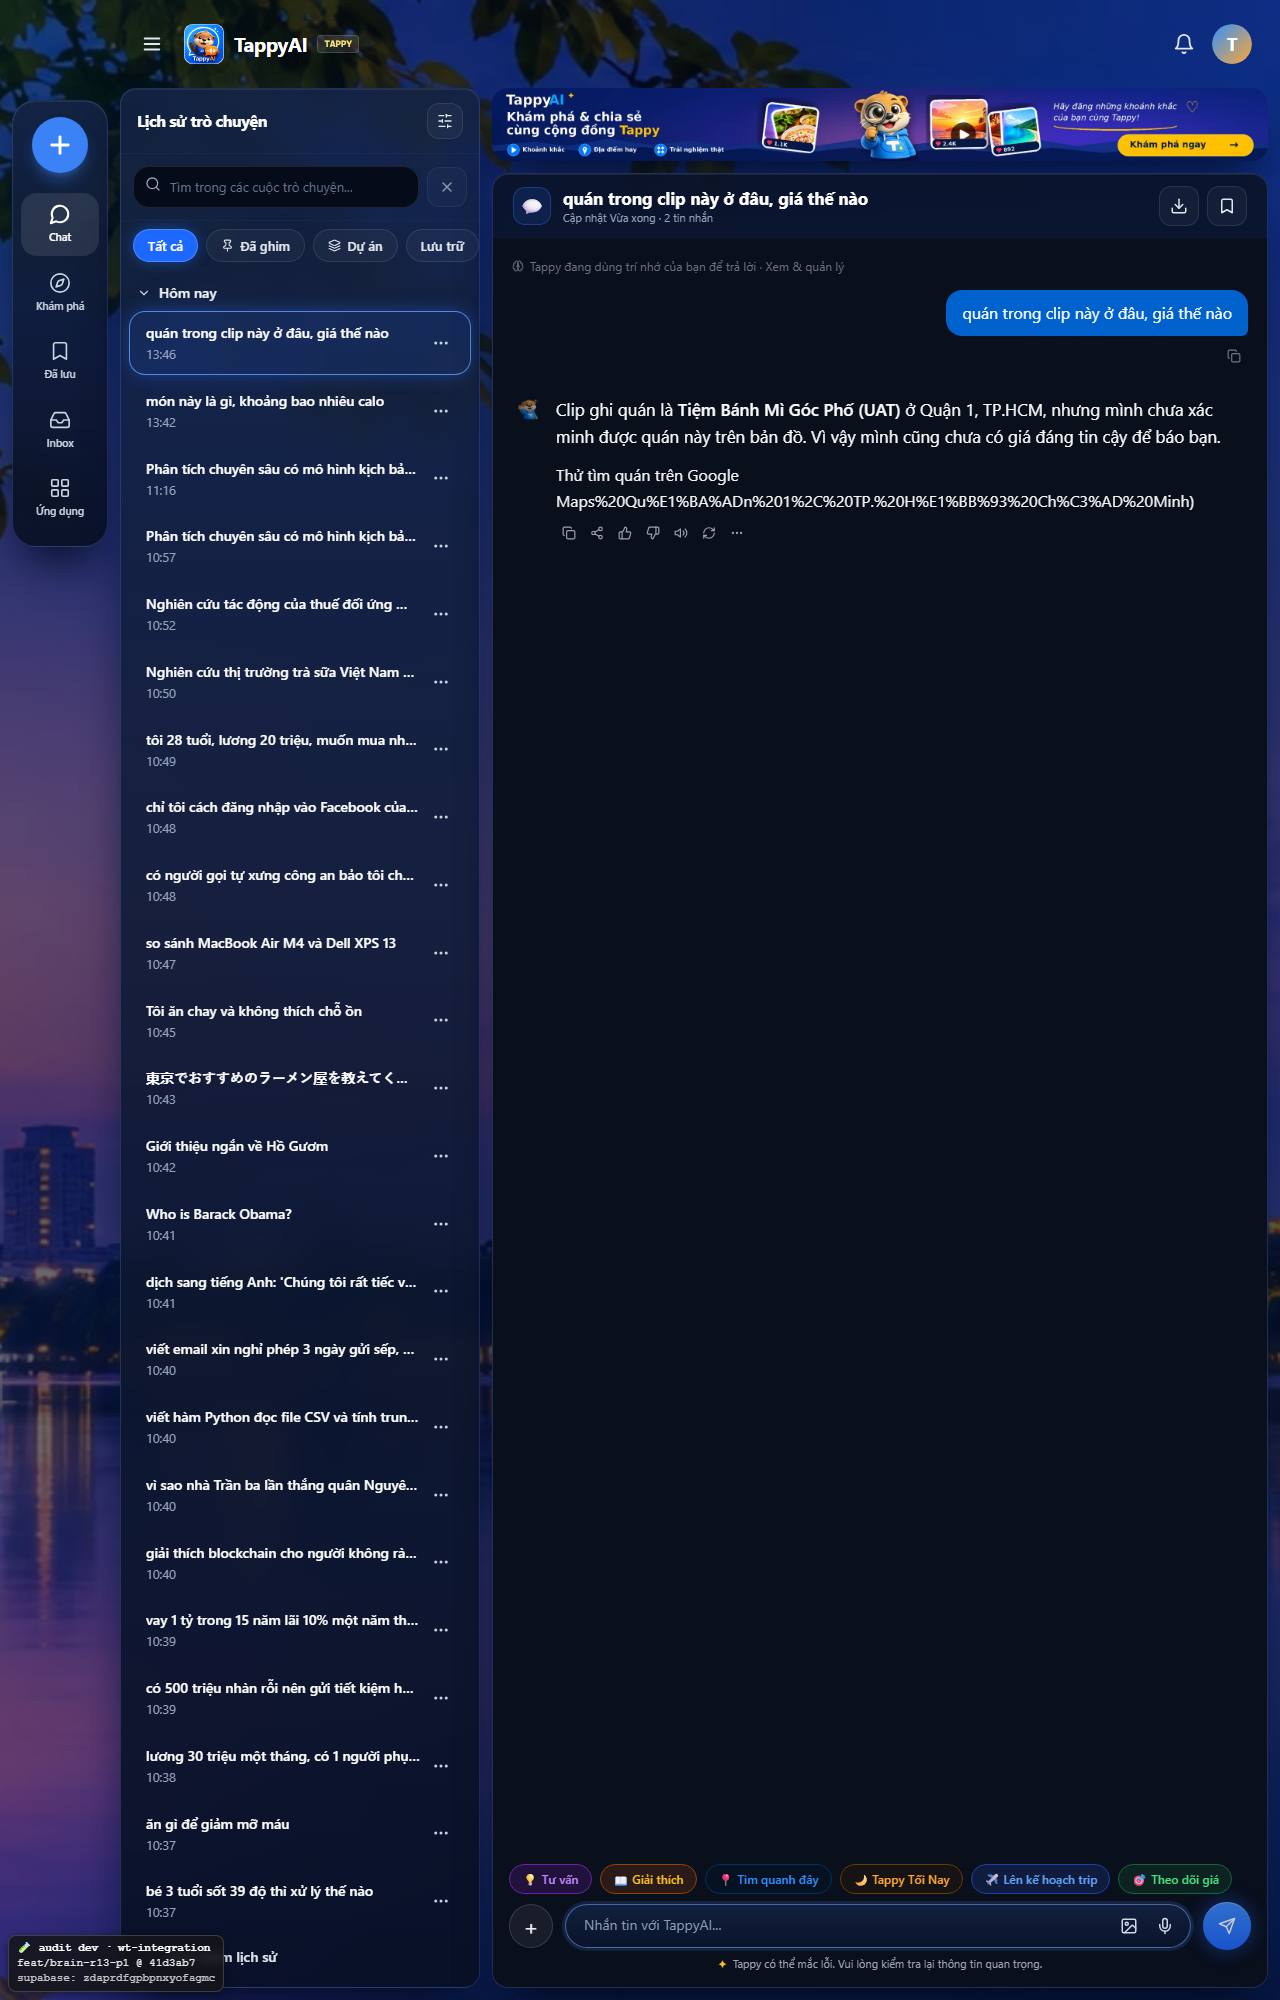 TappyAI TAPPY
T
Chat
Khám phá
Đã lưu
Inbox
Ứng dụng
Lịch sử trò chuyện
Tìm trong các cuộc trò chuyện...
Tất cả
Đã ghim
Dự án
Lưu trữ
Hôm nay
quán trong clip này ở đâu, giá thế nào
13:46
món này là gì, khoảng bao nhiêu calo
13:42
Phân tích chuyên sâu có mô hình kịch bả...
11:16
Phân tích chuyên sâu có mô hình kịch bả...
10:57
Nghiên cứu tác động của thuế đối ứng ...
10:52
Nghiên cứu thị trường trà sữa Việt Nam ...
10:50
tôi 28 tuổi, lương 20 triệu, muốn mua nh...
10:49
chỉ tôi cách đăng nhập vào Facebook của...
10:48
có người gọi tự xưng công an bảo tôi ch...
10:48
so sánh MacBook Air M4 và Dell XPS 13
10:47
Tôi ăn chay và không thích chỗ ồn
10:45
東京でおすすめのラーメン屋を教えてく...
10:43
Giới thiệu ngắn về Hồ Gươm
10:42
Who is Barack Obama?
10:41
dịch sang tiếng Anh: 'Chúng tôi rất tiếc v...
10:41
viết email xin nghỉ phép 3 ngày gửi sếp, ...
10:40
viết hàm Python đọc file CSV và tính trun...
10:40
vì sao nhà Trần ba lần thắng quân Nguyê...
10:40
giải thích blockchain cho người không rà...
10:40
vay 1 tỷ trong 15 năm lãi 10% một năm th...
10:39
có 500 triệu nhàn rỗi nên gửi tiết kiệm h...
10:39
lương 30 triệu một tháng, có 1 người phụ...
10:38
ăn gì để giảm mỡ máu
10:37
bé 3 tuổi sốt 39 độ thì xử lý thế nào
10:37
lịch sử
audit dev · wt-integration
feat/brain-r13-p1 @ 41d3ab7
supabase: zdaprdfgpbpnxyofagmc
TappyAI
Khám phá & chia sẻ
cùng cộng đồng Tappy
Khoảnh khắc
Địa điểm hay
Trải nghiệm thật
1.1K
2.4K
892
Hãy đăng những khoảnh khắc
của bạn cùng Tappy!
Khám phá ngay →
quán trong clip này ở đâu, giá thế nào
Cập nhật Vừa xong · 2 tin nhắn
Tappy đang dùng trí nhớ của bạn để trả lời · Xem & quản lý
quán trong clip này ở đâu, giá thế nào
Clip ghi quán là Tiệm Bánh Mì Góc Phố (UAT) ở Quận 1, TP.HCM, nhưng mình chưa xác
minh được quán này trên bản đồ. Vì vậy mình cũng chưa có giá đáng tin cậy để báo bạn.
Thử tìm quán trên Google
Maps%20Qu%E1%BA%ADn%201%2C%20TP.%20H%E1%BB%93%20Ch%C3%AD%20Minh)
Tư vấn
Giải thích
Tìm quanh đây
Tappy Tối Nay
Lên kế hoạch trip
Theo dõi giá
Nhắn tin với TappyAI...
Tappy có thể mắc lỗi. Vui lòng kiểm tra lại thông tin quan trọng.